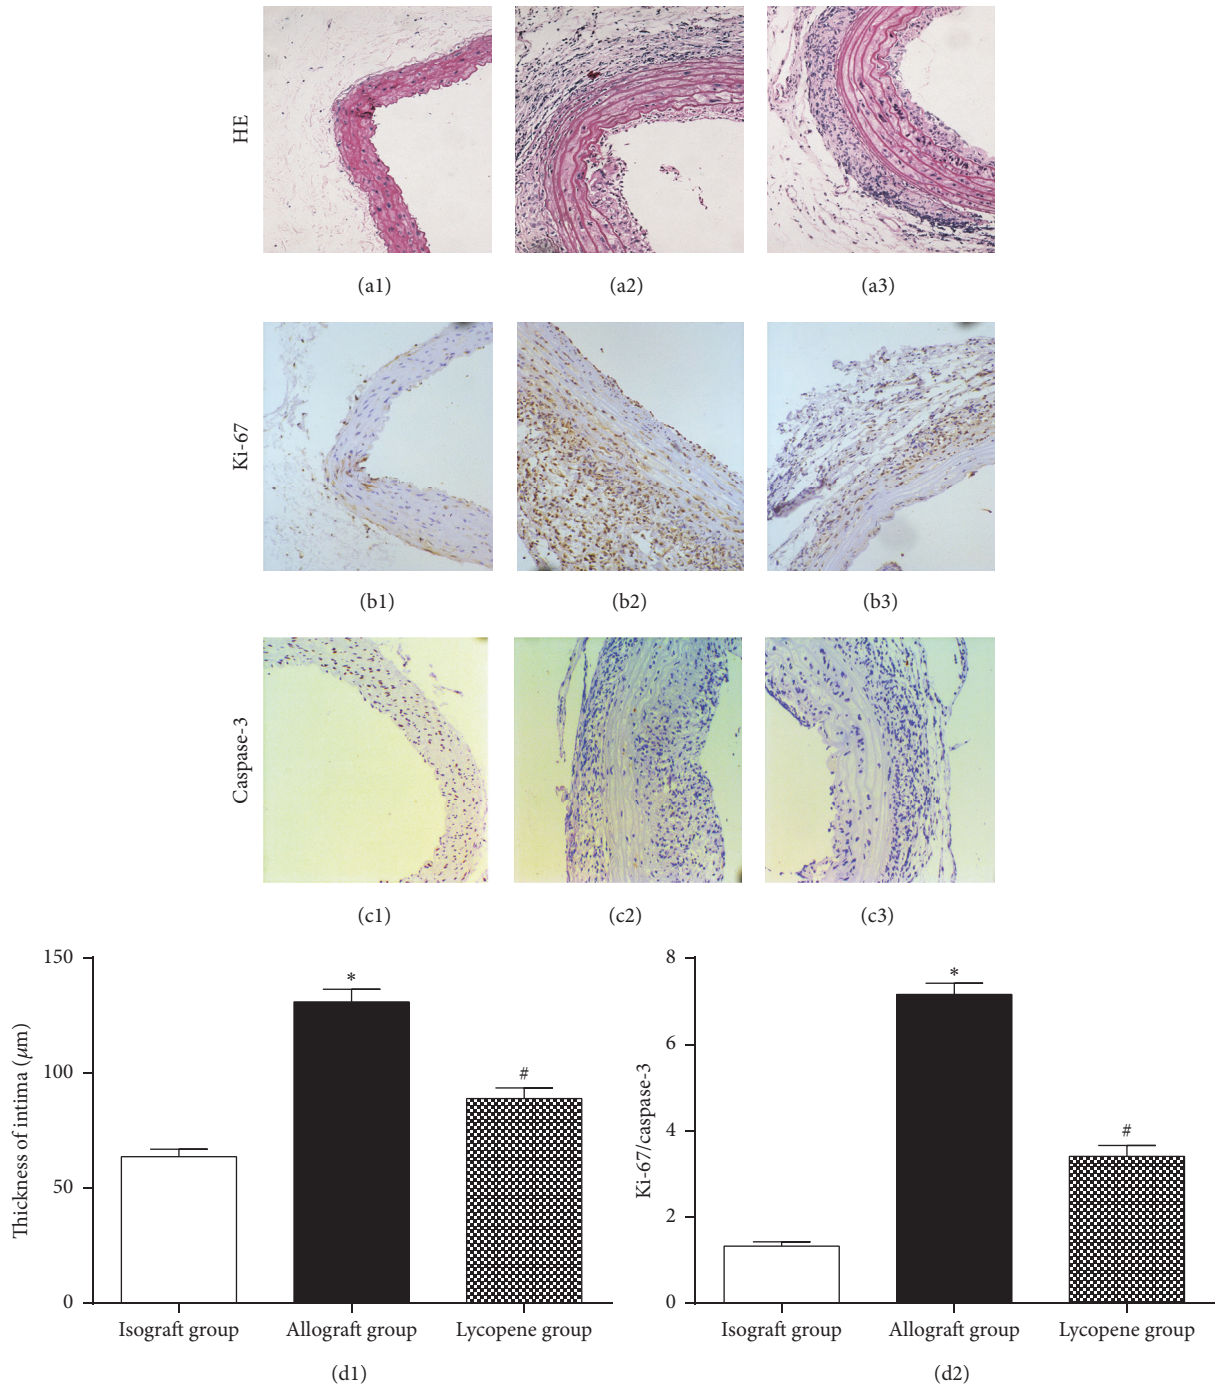 HE
(a1) (a2) (a3)
Ki-67
(b1) (b2) (b3)
Caspase-3
(c1) (c2) (c3)
Thickness of intima (μm)
150
100
50
0
*
#
Isograft group Allograft group Lycopene group
(d1)
Ki-67/caspase-3
8
6
4
2
0
*
#
Isograft group Allograft group Lycopene group
(d2)